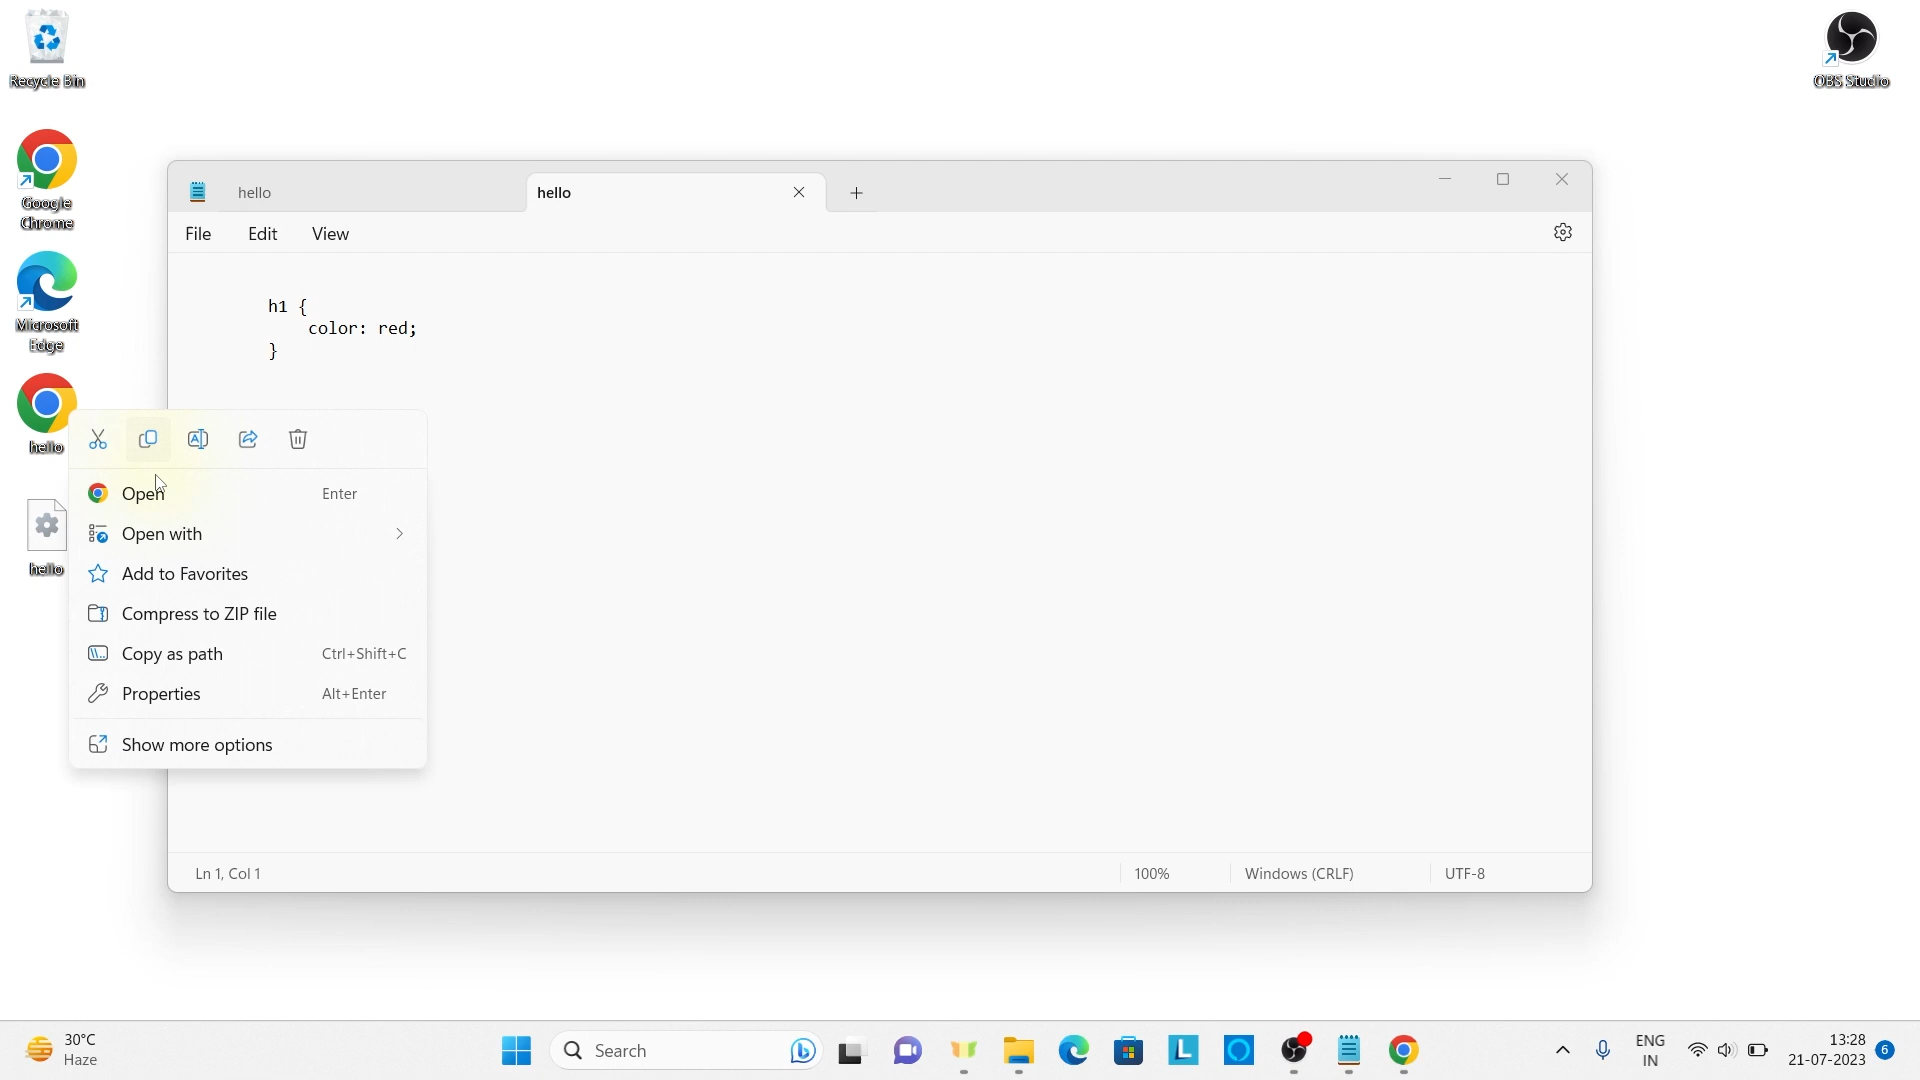 Recycle Bin
OBS Studio
Google
Chrome
Microsoft
Edge
hello
hello
hello
hello
File Edit View
h1 {
color: red;
}
Open Enter
Open with
Add to Favorites
Compress to ZIP file
Copy as path Ctrl+Shift+C
Properties Alt+Enter
Show more options
Ln 1, Col 1 100% Windows (CRLF) UTF-8
30°C
Haze
Search
L
ENG
IN
13:28
21-07-2023
6